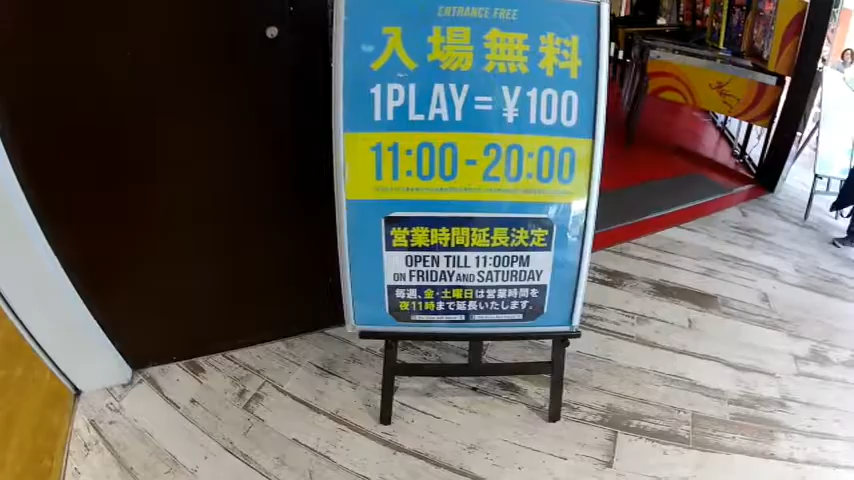 ENTRANCE FREE
入場無料
1PLAY=¥100
11:00-20:00
営業時間延長決定
OPEN TILL 11:00PM
ON FRIDAY AND SATURDAY
毎週、金・土曜日は営業時間を
夜11時まで延長いたします。